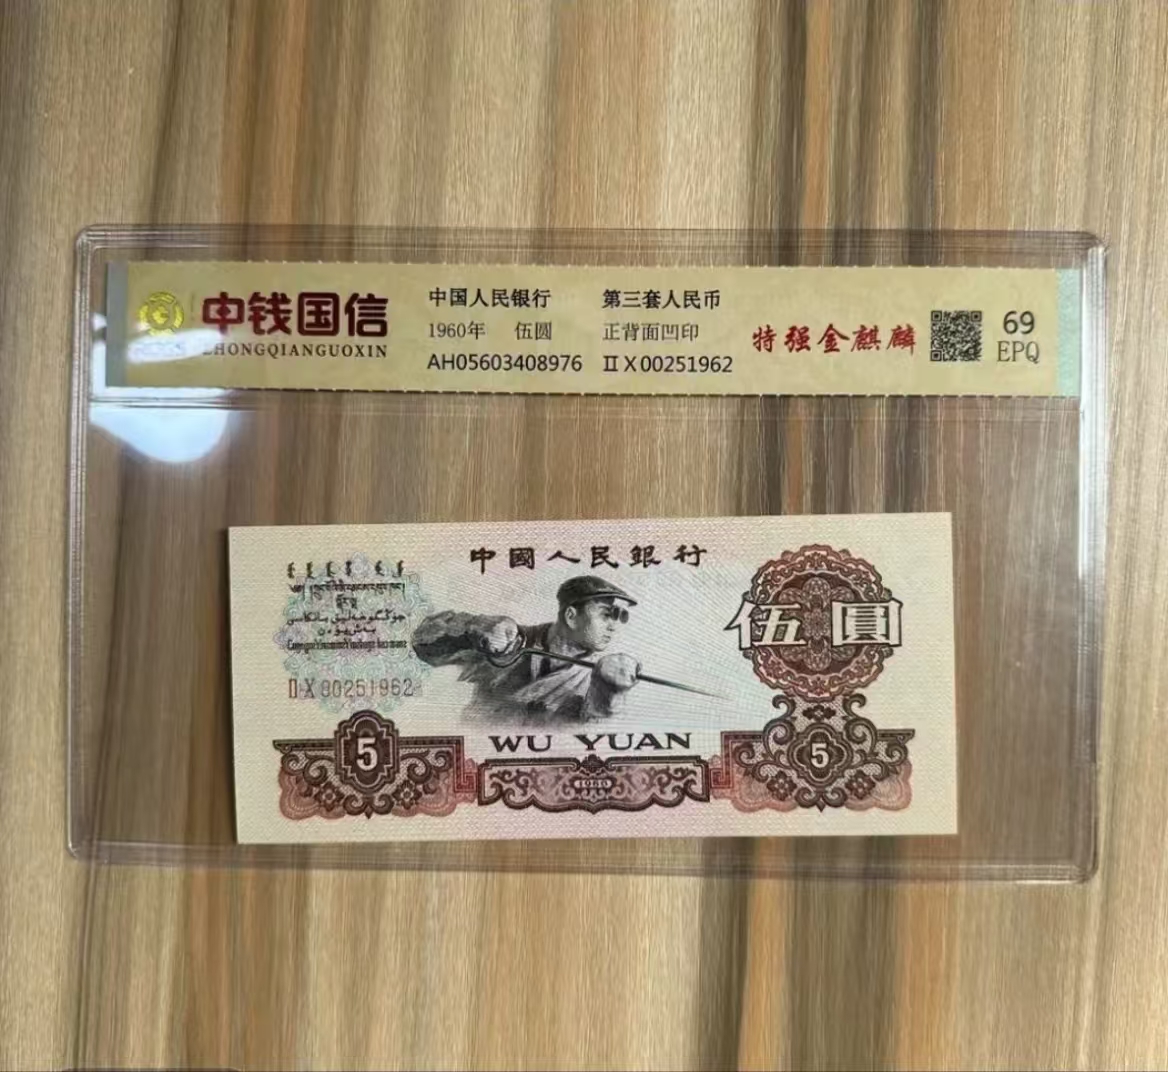 中钱国信
ZHONGQIANGUOXIN
中国人民银行 第三套人民币
1960年 伍圆 正背面凹印
AH05603408976 ⅡX00251962
特强金麒麟
69
EPQ
中國人民銀行
伍圓
5
WU YUAN
1960
5